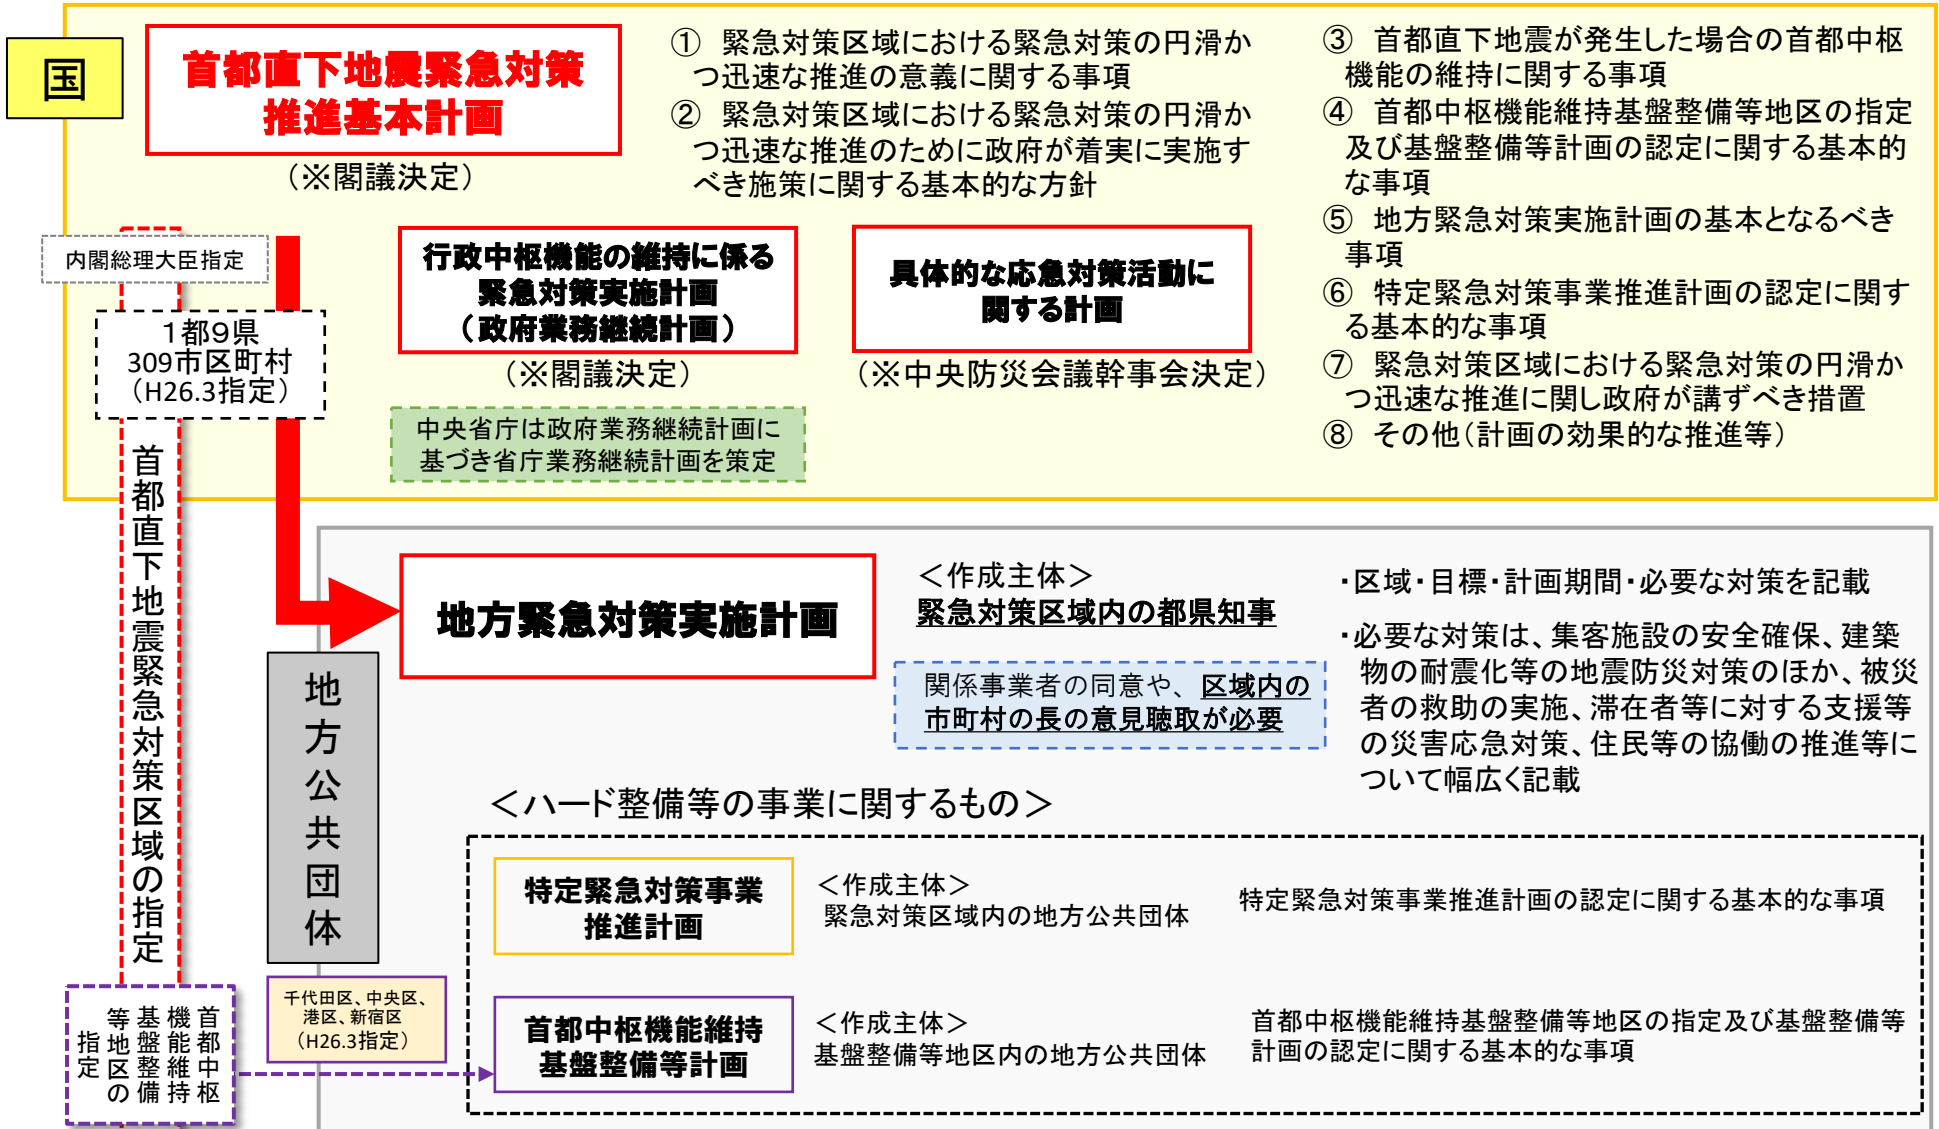 国
首都直下地震緊急対策
推進基本計画
（※閣議決定）
① 緊急対策区域における緊急対策の円滑か
つ迅速な推進の意義に関する事項
② 緊急対策区域における緊急対策の円滑か
つ迅速な推進のために政府が着実に実施す
べき施策に関する基本的な方針
③ 首都直下地震が発生した場合の首都中枢
機能の維持に関する事項
④ 首都中枢機能維持基盤整備等地区の指定
及び基盤整備等計画の認定に関する基本的
な事項
⑤ 地方緊急対策実施計画の基本となるべき
事項
⑥ 特定緊急対策事業推進計画の認定に関す
る基本的な事項
⑦ 緊急対策区域における緊急対策の円滑か
つ迅速な推進に関し政府が講ずべき措置
⑧ その他（計画の効果的な推進等）
内閣総理大臣指定
1都9県
309市区町村
（H26.3指定）
行政中枢機能の維持に係る
緊急対策実施計画
（政府業務継続計画）
（※閣議決定）
中央省庁は政府業務継続計画に
基づき省庁業務継続計画を策定
具体的な応急対策活動に
関する計画
（※中央防災会議幹事会決定）
首都直下地震緊急対策区域の指定
地方公共団体
地方緊急対策実施計画
＜作成主体＞
緊急対策区域内の都県知事
関係事業者の同意や、区域内の
市町村の長の意見聴取が必要
・区域・目標・計画期間・必要な対策を記載
・必要な対策は、集客施設の安全確保、建築
物の耐震化等の地震防災対策のほか、被災
者の救助の実施、滞在者等に対する支援等
の災害応急対策、住民等の協働の推進等に
ついて幅広く記載
＜ハード整備等の事業に関するもの＞
特定緊急対策事業
推進計画
＜作成主体＞
緊急対策区域内の地方公共団体
特定緊急対策事業推進計画の認定に関する基本的な事項
首都中枢
機能維持
基盤整備
等地区の
指定
千代田区、中央区、
港区、新宿区
（H26.3指定）
首都中枢機能維持
基盤整備等計画
＜作成主体＞
基盤整備等地区内の地方公共団体
首都中枢機能維持基盤整備等地区の指定及び基盤整備等
計画の認定に関する基本的な事項